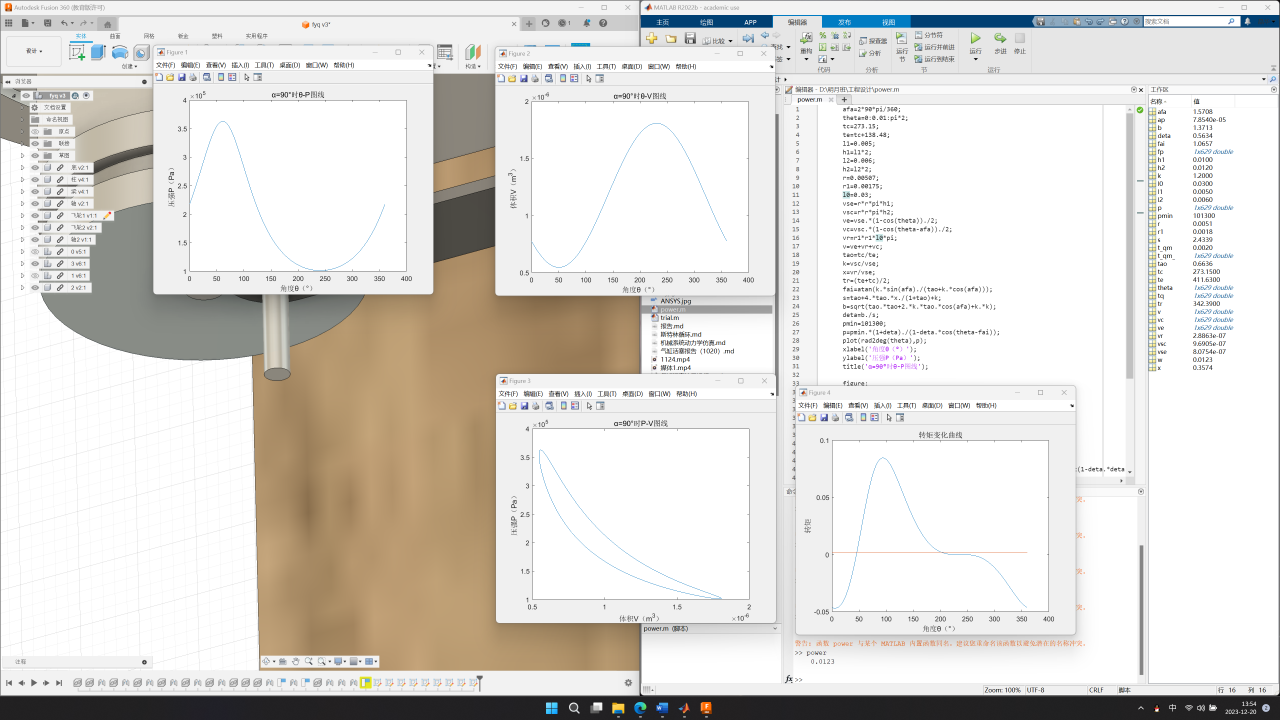 Autodesk Fusion 360 (教育版许可)
fyq v3*
1
实体
曲面
网格
钣金
塑料
实用程序
设计
创建
浏览器
fyq v3
文档设置
命名视图
原点
联接
草图
柱 v4:1
梁 v4:1
轴 v2:1
飞轮1 v1:1
飞轮2 v2:1
轴2 v1:1
0 v5:1
3 v6:1
1 v6:1
2 v2:1
注释
Figure 1
文件(F) 编辑(E) 查看(V) 插入(I) 工具(T) 桌面(D) 窗口(W) 帮助(H)
α=90°时θ-P图线
×10⁵
4
3.5
3
2.5
2
1.5
1
0 50 100 150 200 250 300 350 400
压强P（Pa）
角度θ（°）
Figure 2
文件(F) 编辑(E) 查看(V) 插入(I) 工具(T) 桌面(D) 窗口(W) 帮助(H)
α=90°时θ-V图线
×10⁻⁶
2
1.5
1
0.5
0 50 100 150 200 250 300 350 400
体积V（m³）
角度θ（°）
Figure 3
文件(F) 编辑(E) 查看(V) 插入(I) 工具(T) 桌面(D) 窗口(W) 帮助(H)
α=90°时P-V图线
×10⁵
4
3.5
3
2.5
2
1.5
1
0.5 1 1.5 2
×10⁻⁶
压强P（Pa）
体积V（m³）
Figure 4
文件(F) 编辑(E) 查看(V) 插入(I) 工具(T) 桌面(D) 窗口(W) 帮助(H)
转矩变化曲线
0.1
0.05
0
-0.05
0 50 100 150 200 250 300 350 400
转矩
角度θ（°）
MATLAB R2022b - academic use
主页 绘图 APP 编辑器 发布 视图
搜索文档
比较
重构
代码
探查器
分析
分析
运行节
分节符
运行并前进
运行到结束
节
运行
步进
停止
运行
编辑器 - D:\明月班\工程设计\power.m
power.m
1 afa=2*90*pi/360;
2 theta=0:0.01:pi*2;
3 tc=273.15;
4 te=tc+138.48;
5 l1=0.005;
6 h1=l1*2;
7 l2=0.006;
8 h2=l2*2;
9 r=0.00507;
10 r1=0.00175;
11 l0=0.03;
12 vse=r*r*pi*h1;
13 vsc=r*r*pi*h2;
14 ve=vse.*(1-cos(theta))./2;
15 vc=vsc.*(1-cos(theta-afa))./2;
16 vr=r1*r1*l0*pi;
17 v=ve+vr+vc;
18 tao=tc/te;
19 k=vsc/vse;
20 x=vr/vse;
21 tr=(te+tc)/2;
22 fai=atan(k.*sin(afa)./(tao+k.*cos(afa)));
23 s=tao+4.*tao.*x./(1+tao)+k;
24 b=sqrt(tao.*tao+2.*k.*tao.*cos(afa)+k.*k);
25 deta=b./s;
26 pmin=101300;
27 p=pmin.*(1+deta)./(1-deta.*cos(theta-fai));
28 plot(rad2deg(theta),p);
29 xlabel('角度θ（°）');
30 ylabel('压强P（Pa）');
31 title('α=90°时θ-P图线');
32
33 figure;
(1-deta.*deta
工作区
名称 值
afa 1.5708
ap 7.8540e-05
b 1.3713
deta 0.5634
fai 1.0657
fp 1x629 double
h1 0.0100
h2 0.0120
k 1.2000
l0 0.0300
l1 0.0050
l2 0.0060
p 1x629 double
pmin 101300
r 0.0051
r1 0.0018
s 2.4339
t_qm 0.0020
t_qm_ 1x629 double
tao 0.6636
tc 273.1500
te 411.6300
theta 1x629 double
tq 1x629 double
tr 342.3900
v 1x629 double
vc 1x629 double
ve 1x629 double
vr 2.8863e-07
vsc 9.6905e-07
vse 8.0754e-07
w 0.0123
x 0.3574
ANSYS.jpg
power.m
trial.m
报告.md
斯特林循环.md
机械系统动力学仿真.md
气缸活塞报告（1020）.md
1124.mp4
媒体1.mp4
power.m (脚本)
警告: 函数 power 与某个 MATLAB 内置函数同名。建议您重命名该函数以避免潜在的名称冲突。
>> power
0.0123
fx >>
Zoom: 100% UTF-8 CRLF 脚本 行 16 列 16
中
13:54
2023-12-20